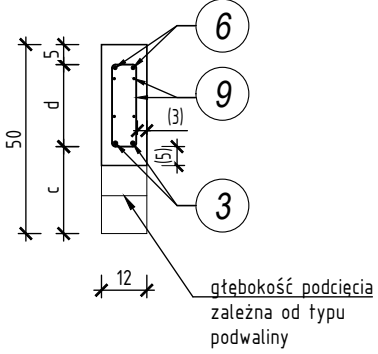 6
5
9
d
(3)
50
(5)
3
c
12
głębokość podcięcia
zależna od typu
podwaliny